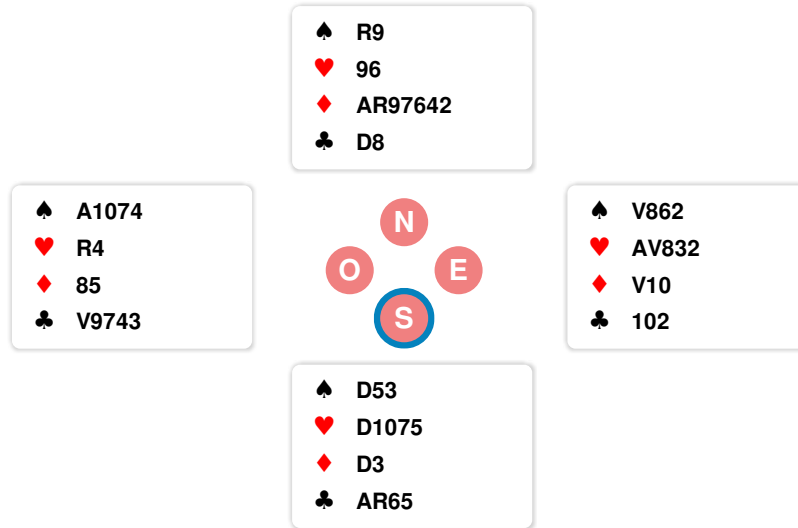 ♠ R9
♥ 96
♦ AR97642
♣ D8
♠ A1074
♥ R4
♦ 85
♣ V9743
N
O E
S
♠ V862
♥ AV832
♦ V10
♣ 102
♠ D53
♥ D1075
♦ D3
♣ AR65